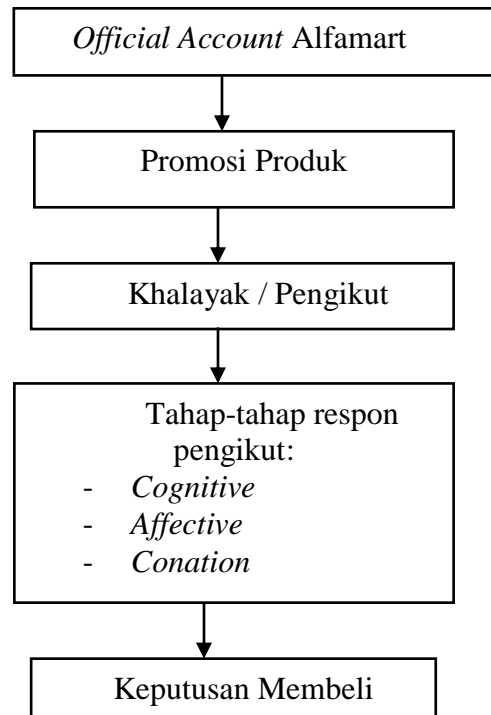 Official Account Alfamart
Promosi Produk
Khalayak / Pengikut
Tahap-tahap respon
pengikut:
- Cognitive
- Affective
- Conation
Keputusan Membeli